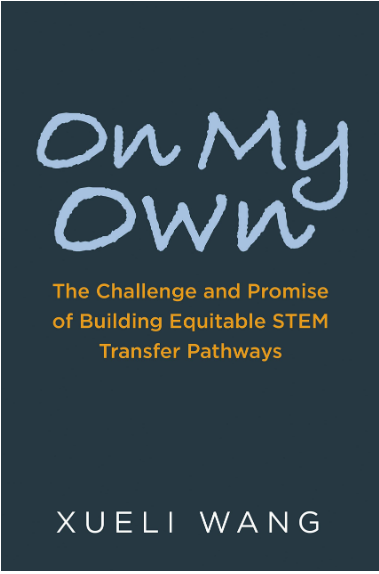 On My
Own
The Challenge and Promise
of Building Equitable STEM
Transfer Pathways
XUELI WANG